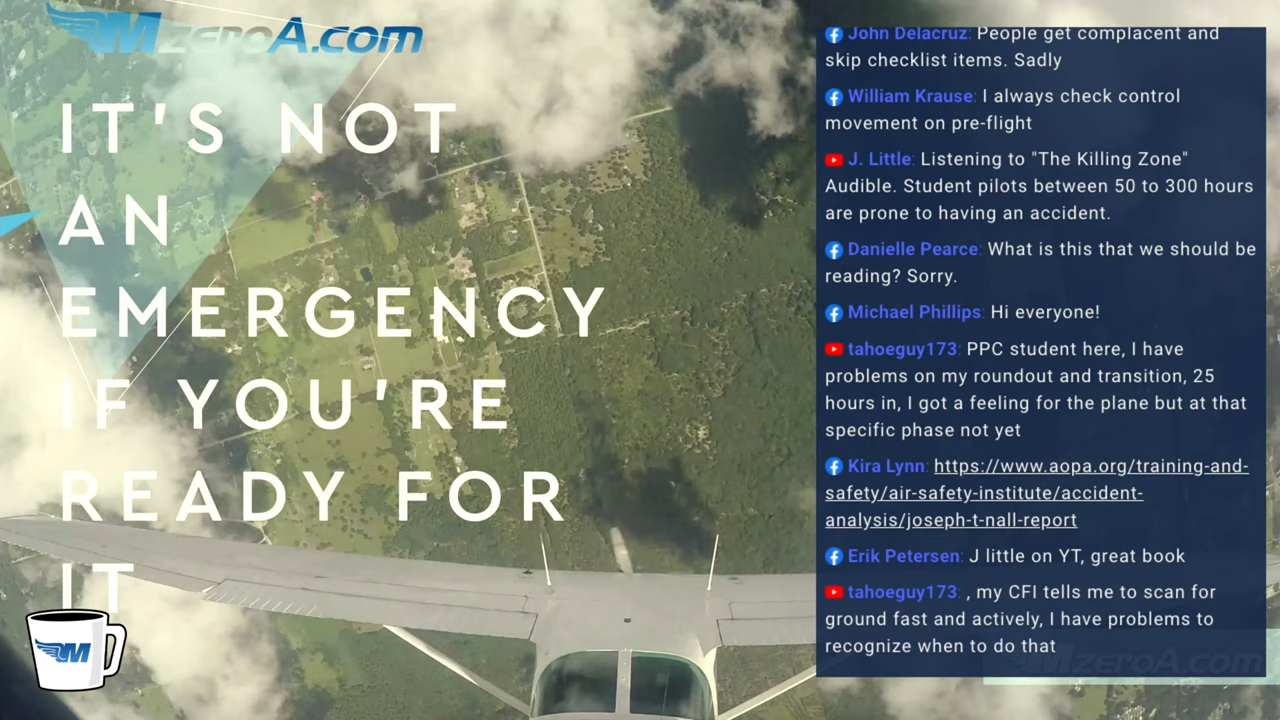 MzeroA.com
IT'S NOT
AN
EMERGENCY
IF YOU'RE
READY FOR
IT
M
John Delacruz: People get complacent and
skip checklist items. Sadly
William Krause: I always check control
movement on pre-flight
J. Little: Listening to "The Killing Zone"
Audible. Student pilots between 50 to 300 hours
are prone to having an accident.
Danielle Pearce: What is this that we should be
reading? Sorry.
Michael Phillips: Hi everyone!
tahoeguy173: PPC student here, I have
problems on my roundout and transition, 25
hours in, I got a feeling for the plane but at that
specific phase not yet
Kira Lynn: https://www.aopa.org/training-and-
safety/air-safety-institute/accident-
analysis/joseph-t-nall-report
Erik Petersen: J little on YT, great book
tahoeguy173: , my CFI tells me to scan for
ground fast and actively, I have problems to
recognize when to do that
MzeroA.com